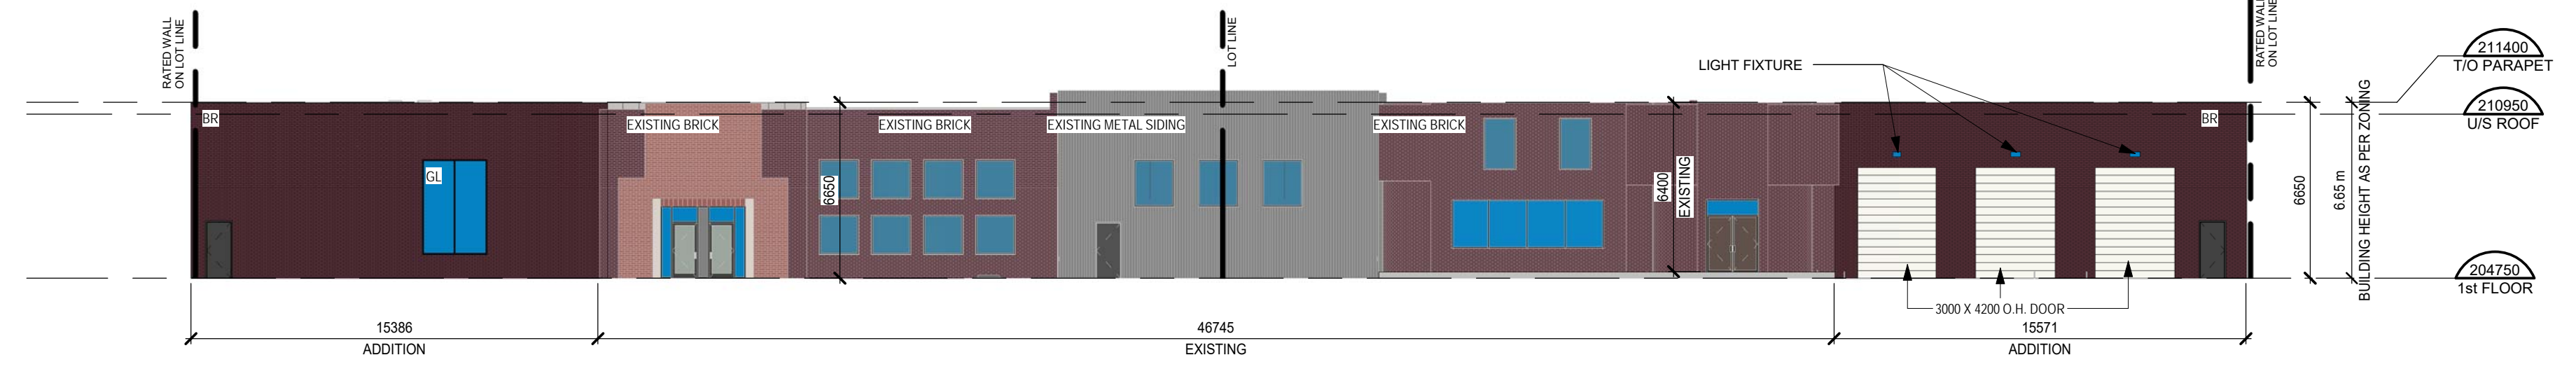 RATED WALL
ON LOT LINE
LOT LINE
RATED WALL
ON LOT LINE
LIGHT FIXTURE
211400
T/O PARAPET
210950
U/S ROOF
BR
EXISTING BRICK
EXISTING BRICK
EXISTING METAL SIDING
EXISTING BRICK
BR
GL
6650
6400
EXISTING
6650
6.65 m
BUILDING HEIGHT AS PER ZONING
204750
1st FLOOR
3000 X 4200 O.H. DOOR
15386
46745
15571
ADDITION
EXISTING
ADDITION